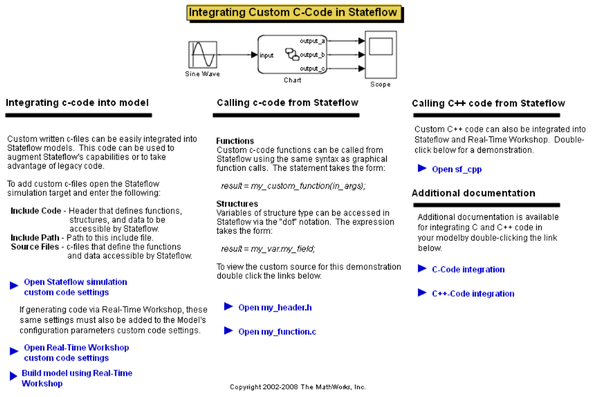 Integrating Custom C-Code in Stateflow
output_a
input
output_b
output_c
Sine Wave
Chart
Scope
Integrating c-code into model
Custom written c-files can be easily integrated into
Stateflow models. This code can be used to
augment Stateflow's capabilities or to take
advantage of legacy code.
To add custom c-files open the Stateflow
simulation target and enter the following:
Include Code - Header that defines functions,
structures, and data to be
accessible by Stateflow.
Include Path - Path to this include file.
Source Files - c-files that define the functions
and data accessible by Stateflow.
Open Stateflow simulation
custom code settings
If generating code via Real-Time Workshop, these
same settings must also be added to the Model's
configuration parameters custom code settings.
Open Real-Time Workshop
custom code settings
Build model using Real-Time
Workshop
Calling c-code from Stateflow
Functions
Custom c-code functions can be called from
Stateflow using the same syntax as graphical
function calls. The statement takes the form:
result = my_custom_function(in_args);
Structures
Variables of structure type can be accessed in
Stateflow via the "dot" notation. The expression
takes the form:
result = my_var.my_field;
To view the custom source for this demonstration
double click the links below.
Open my_header.h
Open my_function.c
Calling C++ code from Stateflow
Custom C++ code can also be integrated into
Stateflow and Real-Time Workshop. Double-
click below for a demonstration.
Open sf_cpp
Additional documentation
Additional documentation is available
for integrating C and C++ code in
your modelby double-clicking the link
below.
C-Code integration
C++-Code integration
Copyright 2002-2008 The MathWorks, Inc.